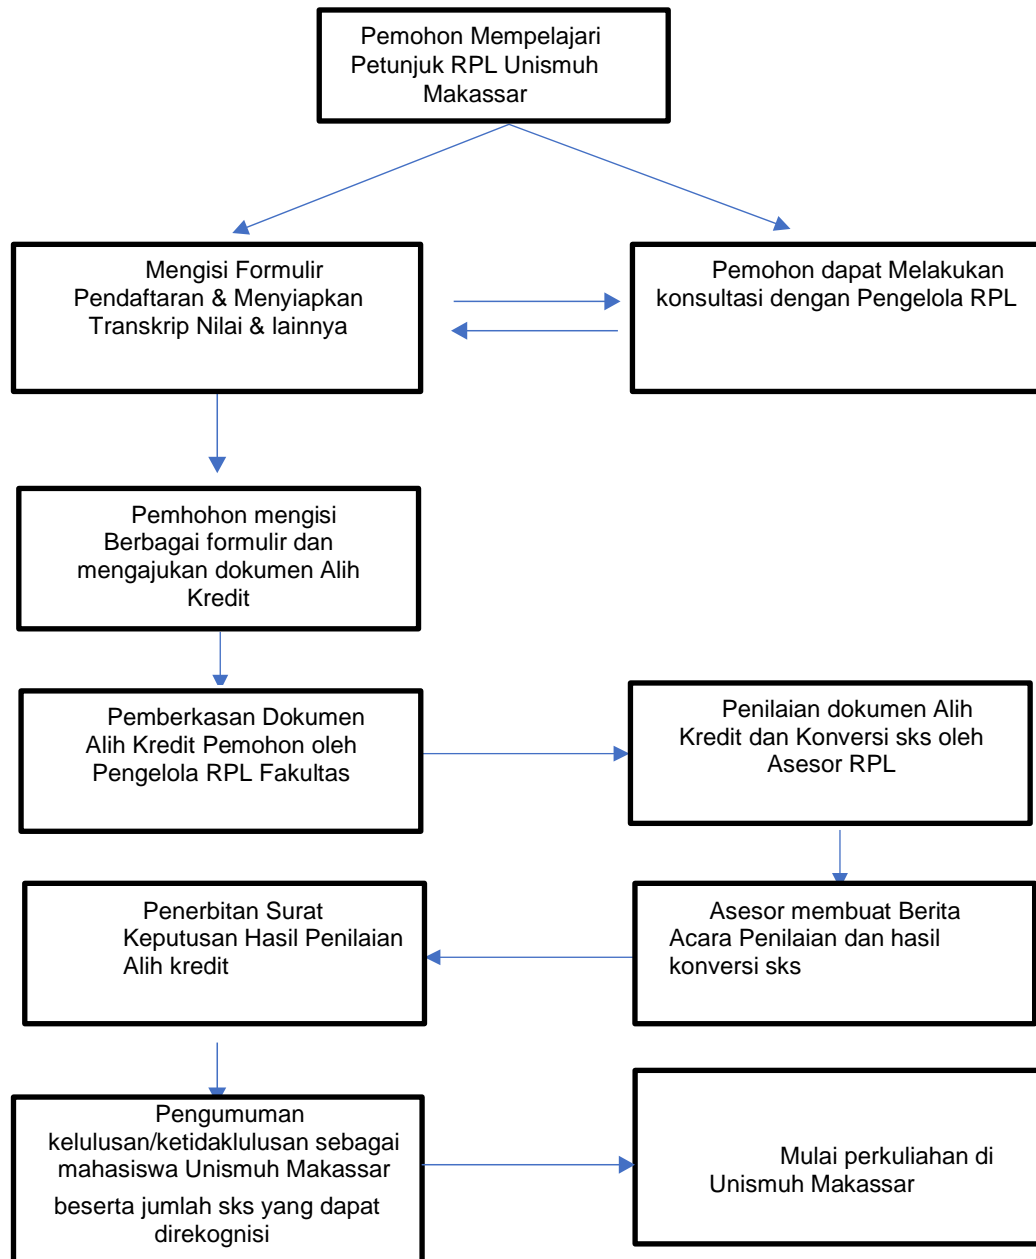 Pemohon Mempelajari
Petunjuk RPL Unismuh
Makassar
Mengisi Formulir
Pendaftaran & Menyiapkan
Transkrip Nilai & lainnya
Pemohon dapat Melakukan
konsultasi dengan Pengelola RPL
Pemhohon mengisi
Berbagai formulir dan
mengajukan dokumen Alih
Kredit
Pemberkasan Dokumen
Alih Kredit Pemohon oleh
Pengelola RPL Fakultas
Penilaian dokumen Alih
Kredit dan Konversi sks oleh
Asesor RPL
Asesor membuat Berita
Acara Penilaian dan hasil
konversi sks
Penerbitan Surat
Keputusan Hasil Penilaian
Alih kredit
Pengumuman
kelulusan/ketidaklulusan sebagai
mahasiswa Unismuh Makassar
beserta jumlah sks yang dapat
direkognisi
Mulai perkuliahan di
Unismuh Makassar